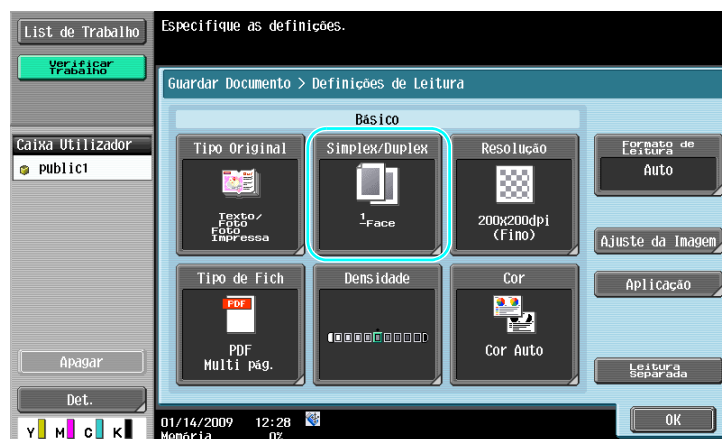 List de Trabalho
Especifique as definições.
Verificar
Trabalho
Guardar Documento > Definições de Leitura
Básico
Caixa Utilizador
public1
Tipo Original
Texto/
Foto
Foto
Impressa
Simplex/Duplex
1-Face
Resolução
200x200dpi
(Fino)
Formato de
Leitura
Auto
Ajuste da Imagem
Tipo de Fich
PDF
PDF
Multi pág.
Densidade
Cor
Cor Auto
Aplicação
Leitura
Separada
Apagar
Det.
Y M C K
01/14/2009 12:28
Memória 0%
OK